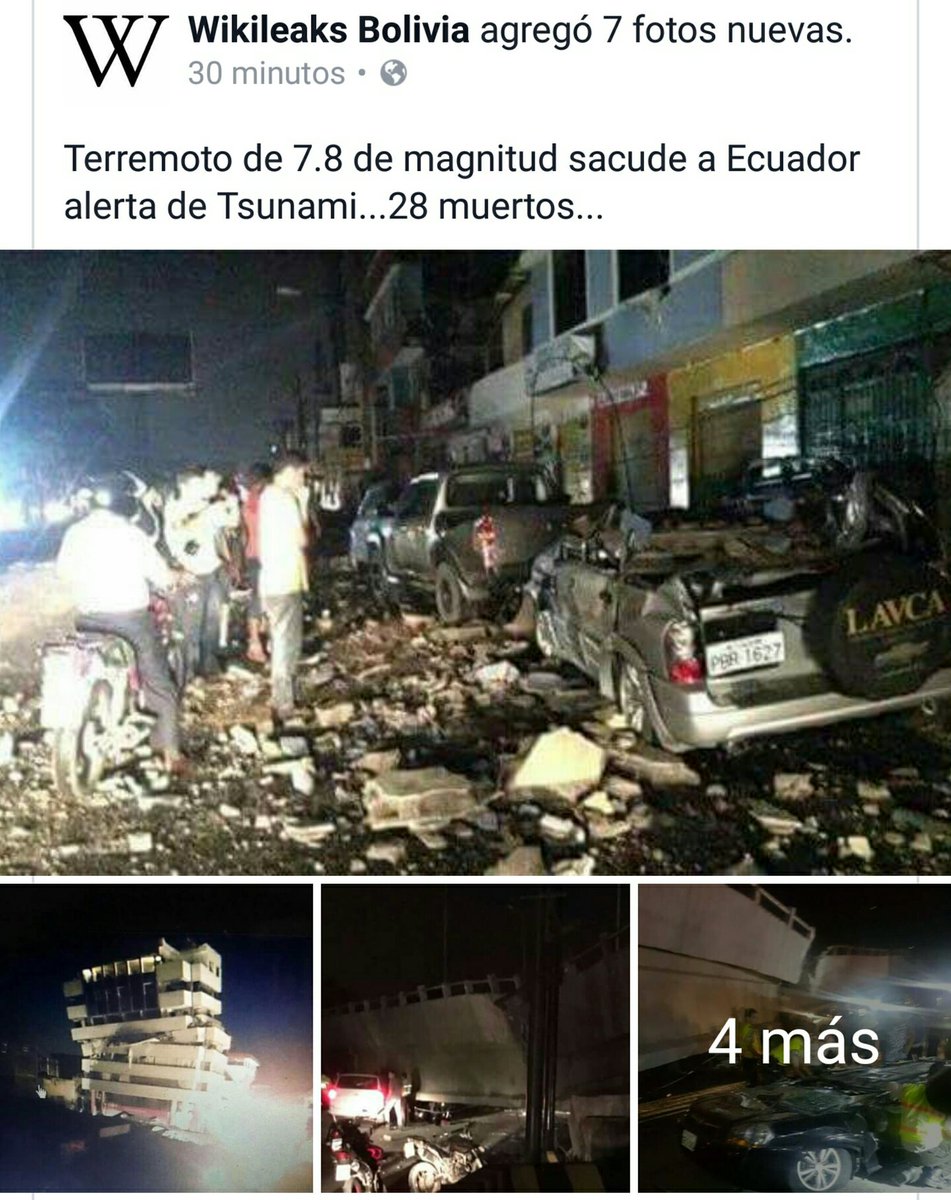 W
Wikileaks Bolivia agregó 7 fotos nuevas.
30 minutos •
Terremoto de 7.8 de magnitud sacude a Ecuador
alerta de Tsunami...28 muertos...
LAVCA
PBR 1627
4 más